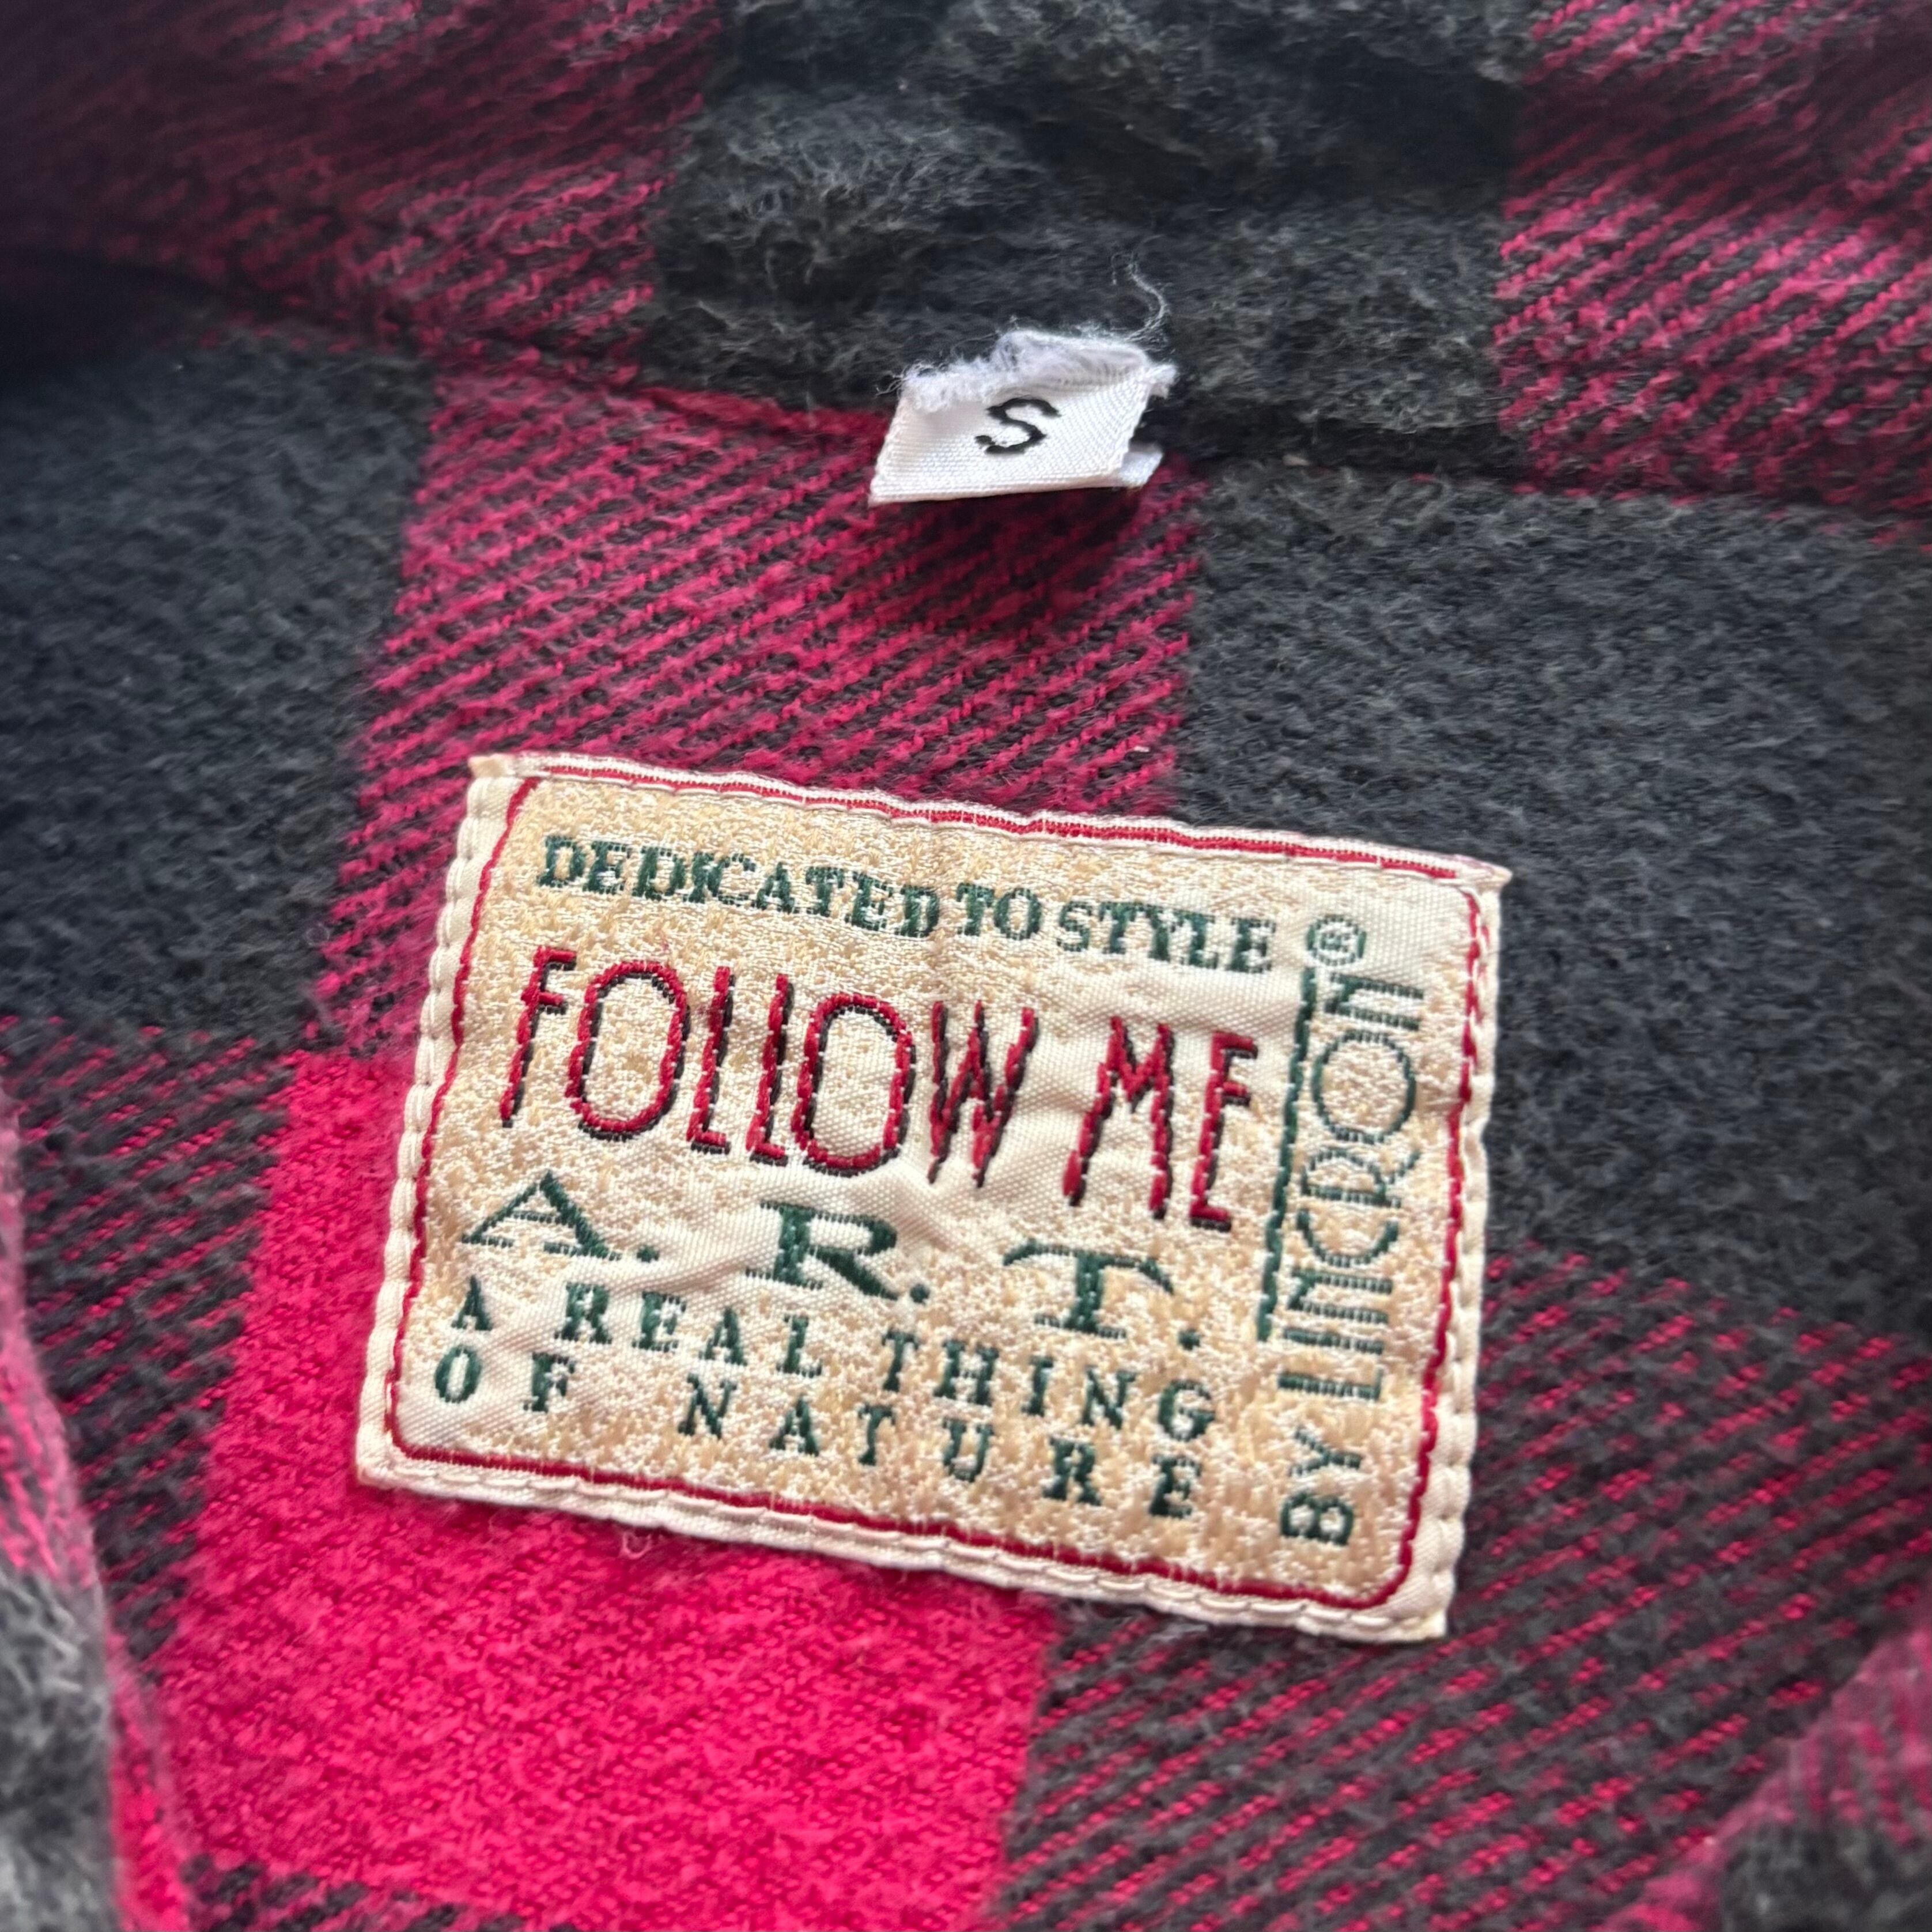 S
DEDICATED TO STYLE
FOLLOW ME
A. R. T.
A REAL THING
OF NATURE
BY LINCRON®